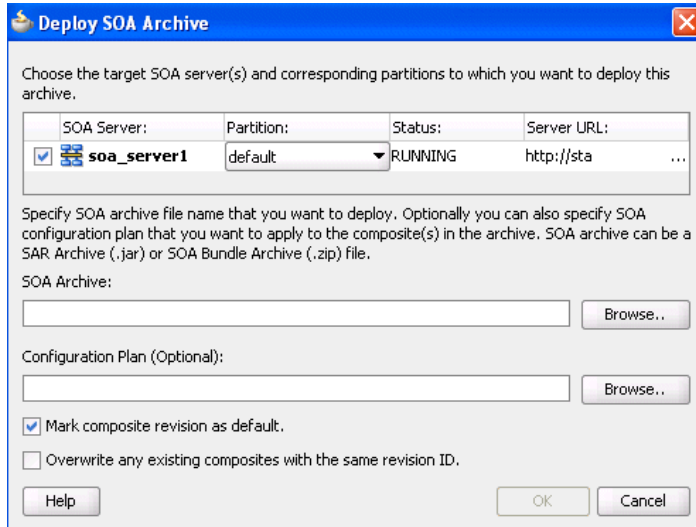 Deploy SOA Archive
Choose the target SOA server(s) and corresponding partitions to which you want to deploy this
archive.
SOA Server: Partition: Status: Server URL:
soa_server1 default RUNNING http://sta ...
Specify SOA archive file name that you want to deploy. Optionally you can also specify SOA
configuration plan that you want to apply to the composite(s) in the archive. SOA archive can be a
SAR Archive (.jar) or SOA Bundle Archive (.zip) file.
SOA Archive:
Browse..
Configuration Plan (Optional):
Browse..
Mark composite revision as default.
Overwrite any existing composites with the same revision ID.
Help OK Cancel